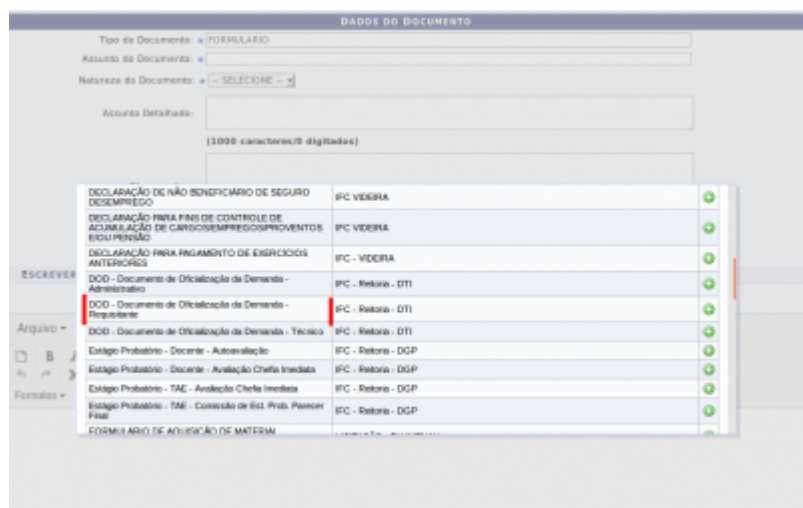 DADOS DO DOCUMENTO
Tipo do Documento: FORMULARIO
Assunto do Documento:
Natureza do Documento: -- SELECIONE --
Assunto Detalhado:
(1000 caracteres/0 digitados)
DECLARAÇÃO DE NÃO BENEFICIÁRIO DE SEGURO
DESEMPREGO
IFC VIDEIRA
DECLARAÇÃO PARA FINS DE CONTROLE DE
ACUMULAÇÃO DE CARGOS/EMPREGOS/PROVENTOS
E/OU PENSÃO
IFC VIDEIRA
DECLARAÇÃO PARA PAGAMENTO DE EXERCICIOS
ANTERIORES
IFC - VIDEIRA
ESCREVER
DOD - Documento de Oficialização da Demanda -
Administrativo
IFC - Reitoria - DTI
DOD - Documento de Oficialização da Demanda -
Requisitante
IFC - Reitoria - DTI
Arquivo
DOD - Documento de Oficialização da Demanda - Técnico IFC - Reitoria - DTI
Estágio Probatório - Docente - Autoavaliação IFC - Reitoria - DGP
B
Estágio Probatório - Docente - Avaliação Chefia Imediata IFC - Reitoria - DGP
Estágio Probatório - TAE - Avaliação Chefia Imediata IFC - Reitoria - DGP
Formatos
Estágio Probatório - TAE - Comissão de Est. Prob. Parecer
Final
IFC - Reitoria - DGP
FORMULÁRIO DE AQUISIÇÃO DE MATERIAL